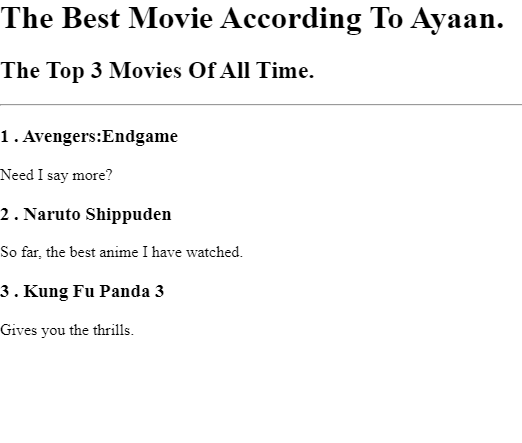 The Best Movie According To Ayaan.
The Top 3 Movies Of All Time.
1 . Avengers:Endgame
Need I say more?
2 . Naruto Shippuden
So far, the best anime I have watched.
3 . Kung Fu Panda 3
Gives you the thrills.